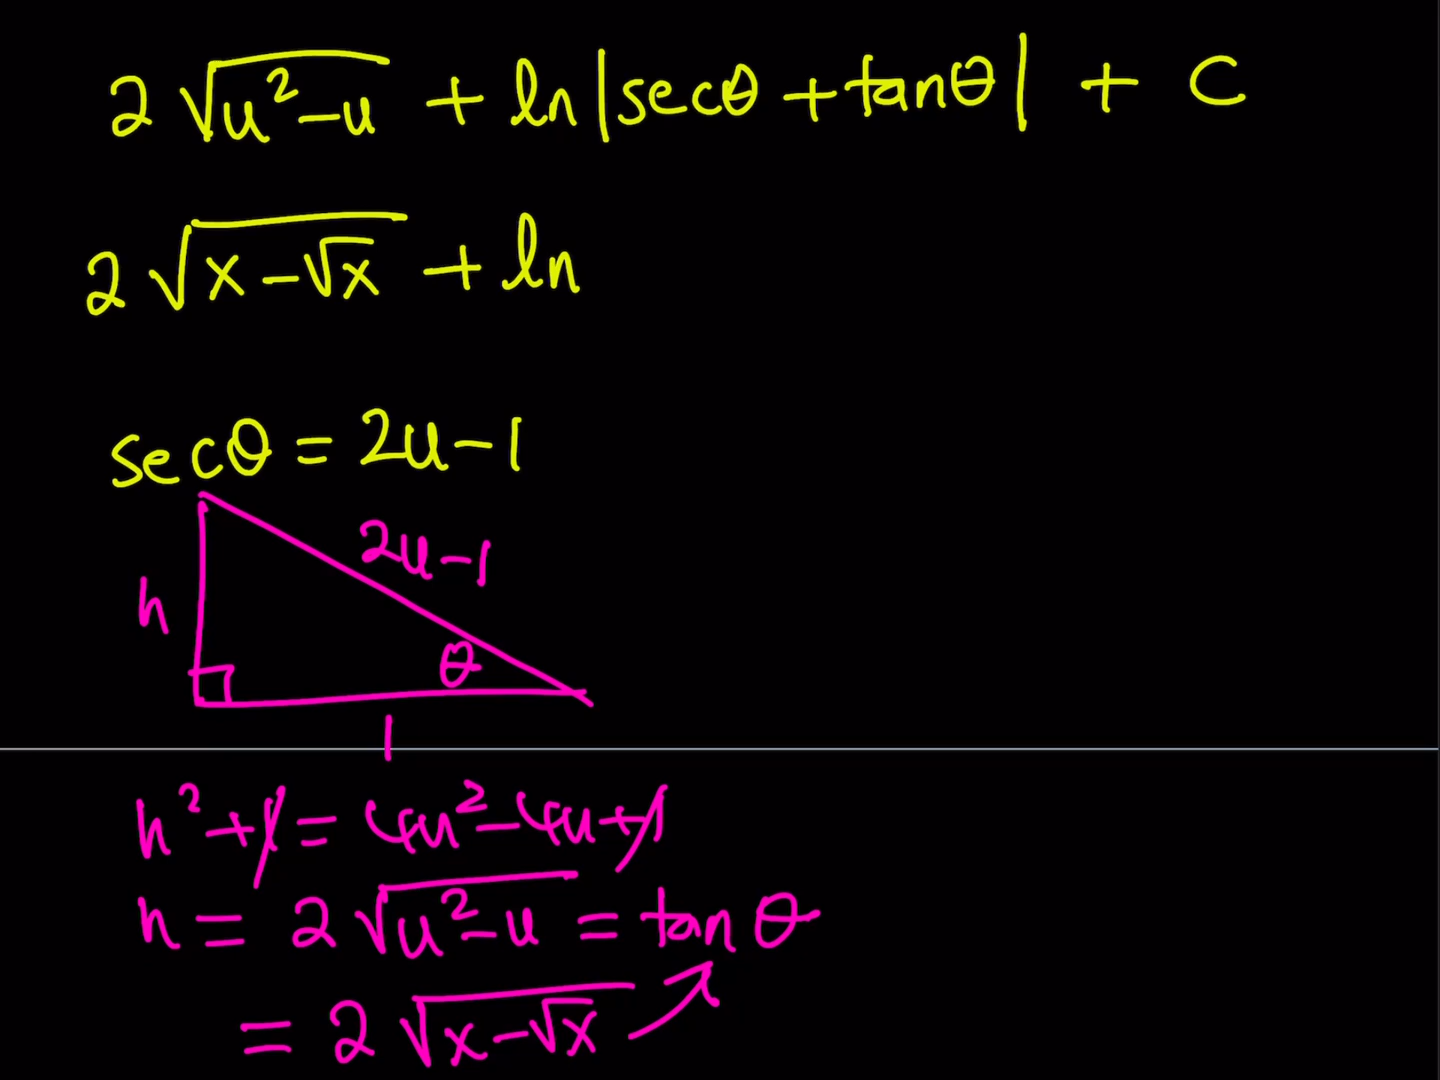 2√(u²-u) + ln|secθ + tanθ| + C
2√(x-√x) + ln
secθ = 2u-1
2u-1
h
θ
1
h²+1 = 4u²-4u+1
h = 2√(u²-u) = tanθ
= 2√(x-√x)